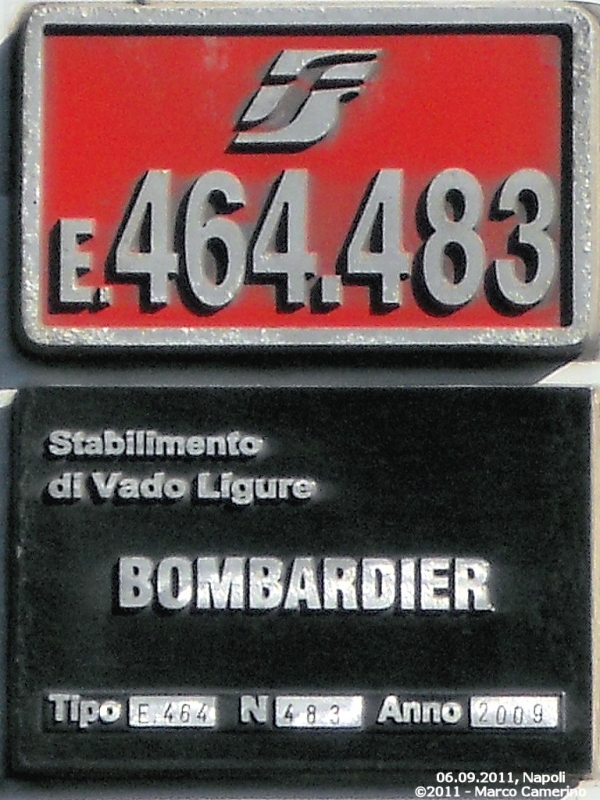 E.464.483
Stabilimento
di Vado Ligure
BOMBARDIER
Tipo E.464 N 483 Anno 2009
06.09.2011, Napoli
©2011 - Marco Camerino